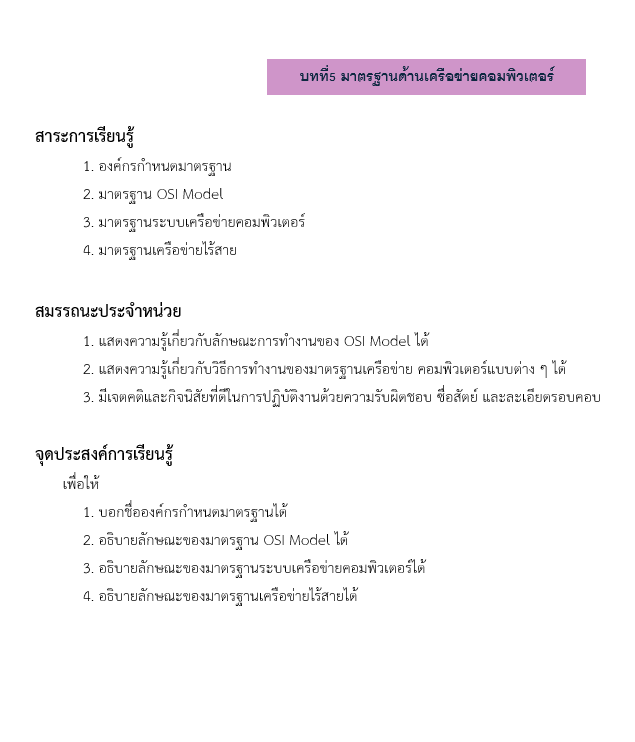 บทที่5 มาตรฐานด้านเครือข่ายคอมพิวเตอร์
สาระการเรียนรู้
1. องค์กรกำหนดมาตรฐาน
2. มาตรฐาน OSI Model
3. มาตรฐานระบบเครือข่ายคอมพิวเตอร์
4. มาตรฐานเครือข่ายไร้สาย
สมรรถนะประจำหน่วย
1. แสดงความรู้เกี่ยวกับลักษณะการทำงานของ OSI Model ได้
2. แสดงความรู้เกี่ยวกับวิธีการทำงานของมาตรฐานเครือข่าย คอมพิวเตอร์แบบต่าง ๆ ได้
3. มีเจตคติและกิจนิสัยที่ดีในการปฏิบัติงานด้วยความรับผิดชอบ ซื่อสัตย์ และละเอียดรอบคอบ
จุดประสงค์การเรียนรู้
เพื่อให้
1. บอกชื่อองค์กรกำหนดมาตรฐานได้
2. อธิบายลักษณะของมาตรฐาน OSI Model ได้
3. อธิบายลักษณะของมาตรฐานระบบเครือข่ายคอมพิวเตอร์ได้
4. อธิบายลักษณะของมาตรฐานเครือข่ายไร้สายได้